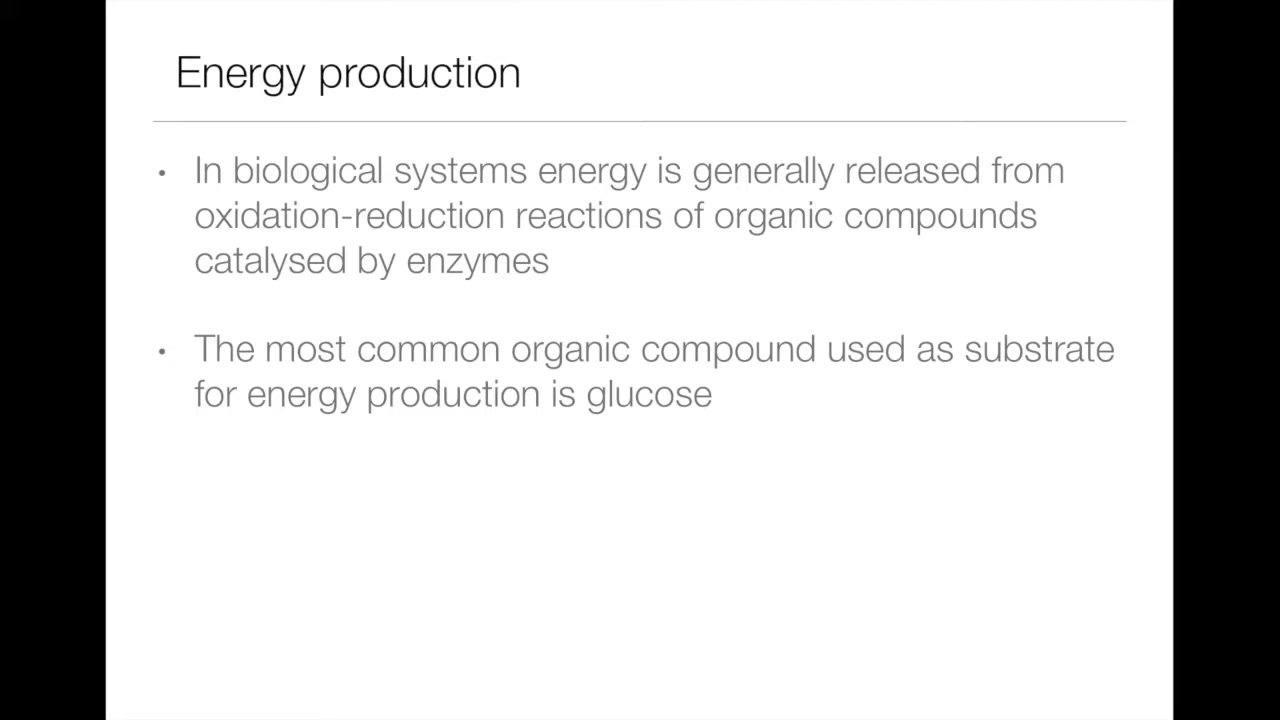 Energy production
• In biological systems energy is generally released from
oxidation-reduction reactions of organic compounds
catalysed by enzymes
• The most common organic compound used as substrate
for energy production is glucose